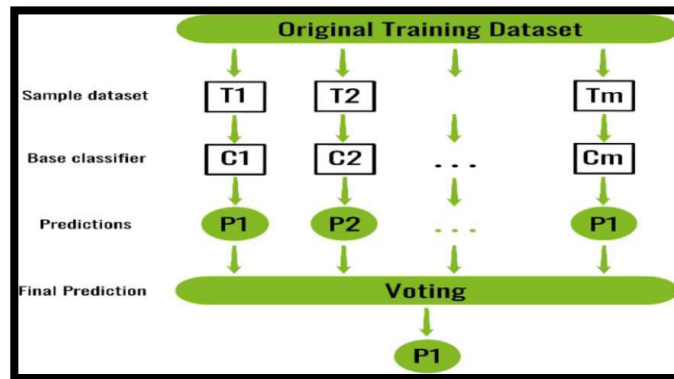 Original Training Dataset
Sample dataset T1 T2 Tm
Base classifier C1 C2 ... Cm
Predictions P1 P2 ... P1
Final Prediction Voting
P1